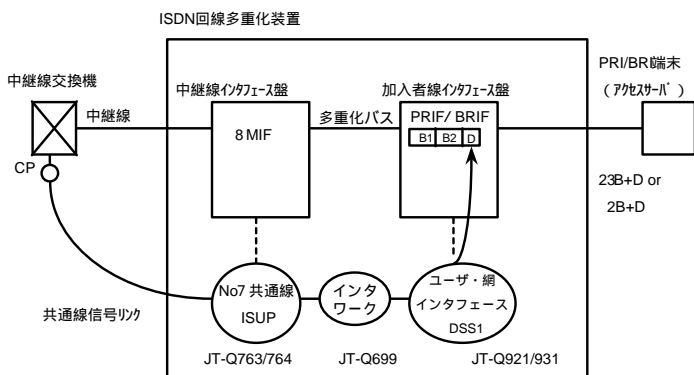 ISDN回線多重化装置
中継線交換機
中継線
CP
中継線インタフェース盤
8 MIF
多重化バス
加入者線インタフェース盤
PRIF/ BRIF
B1 B2 D
PRI/BRI端末
(アクセスサーバ)
23B+D or
2B+D
共通線信号リンク
No7 共通線
ISUP
インタ
ワーク
ユーザ・網
インタフェース
DSS1
JT-Q763/764
JT-Q699
JT-Q921/931